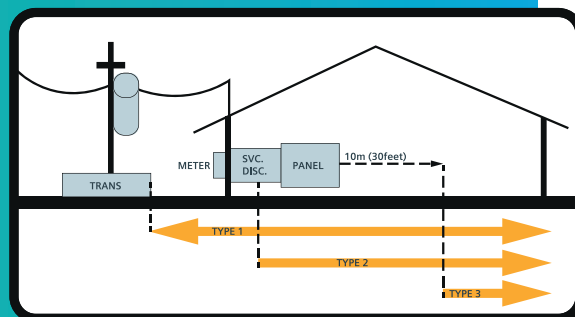 METER
SVC.
DISC.
PANEL
10m (30feet)
TRANS
TYPE 1
TYPE 2
TYPE 3